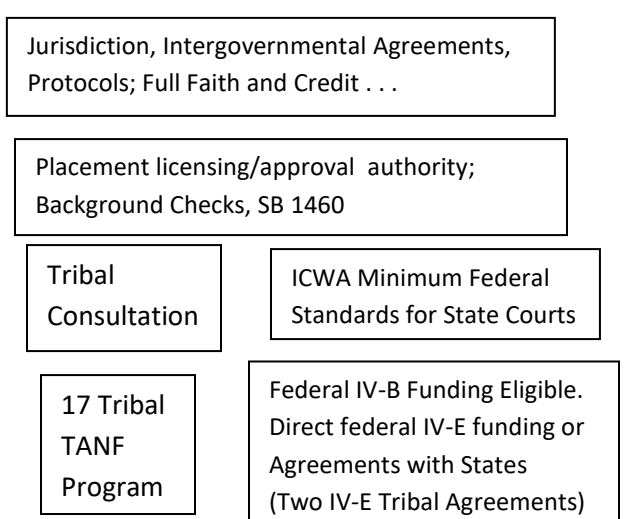 Jurisdiction, Intergovernmental Agreements,
Protocols; Full Faith and Credit . . .
Placement licensing/approval authority;
Background Checks, SB 1460
Tribal
Consultation
ICWA Minimum Federal
Standards for State Courts
17 Tribal
TANF
Program
Federal IV-B Funding Eligible.
Direct federal IV-E funding or
Agreements with States
(Two IV-E Tribal Agreements)